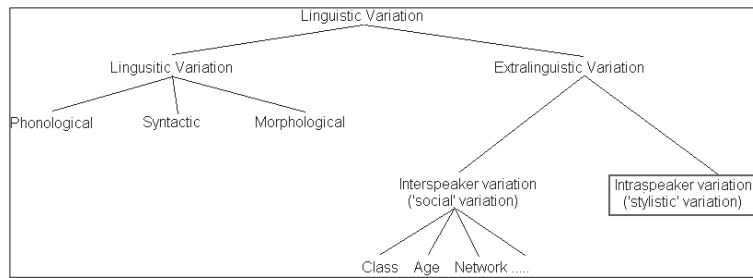 Linguistic Variation
Lingusitic Variation
Extralinguistic Variation
Phonological
Syntactic
Morphological
Interspeaker variation
('social' variation)
Intraspeaker variation
('stylistic' variation)
Class
Age
Network .....